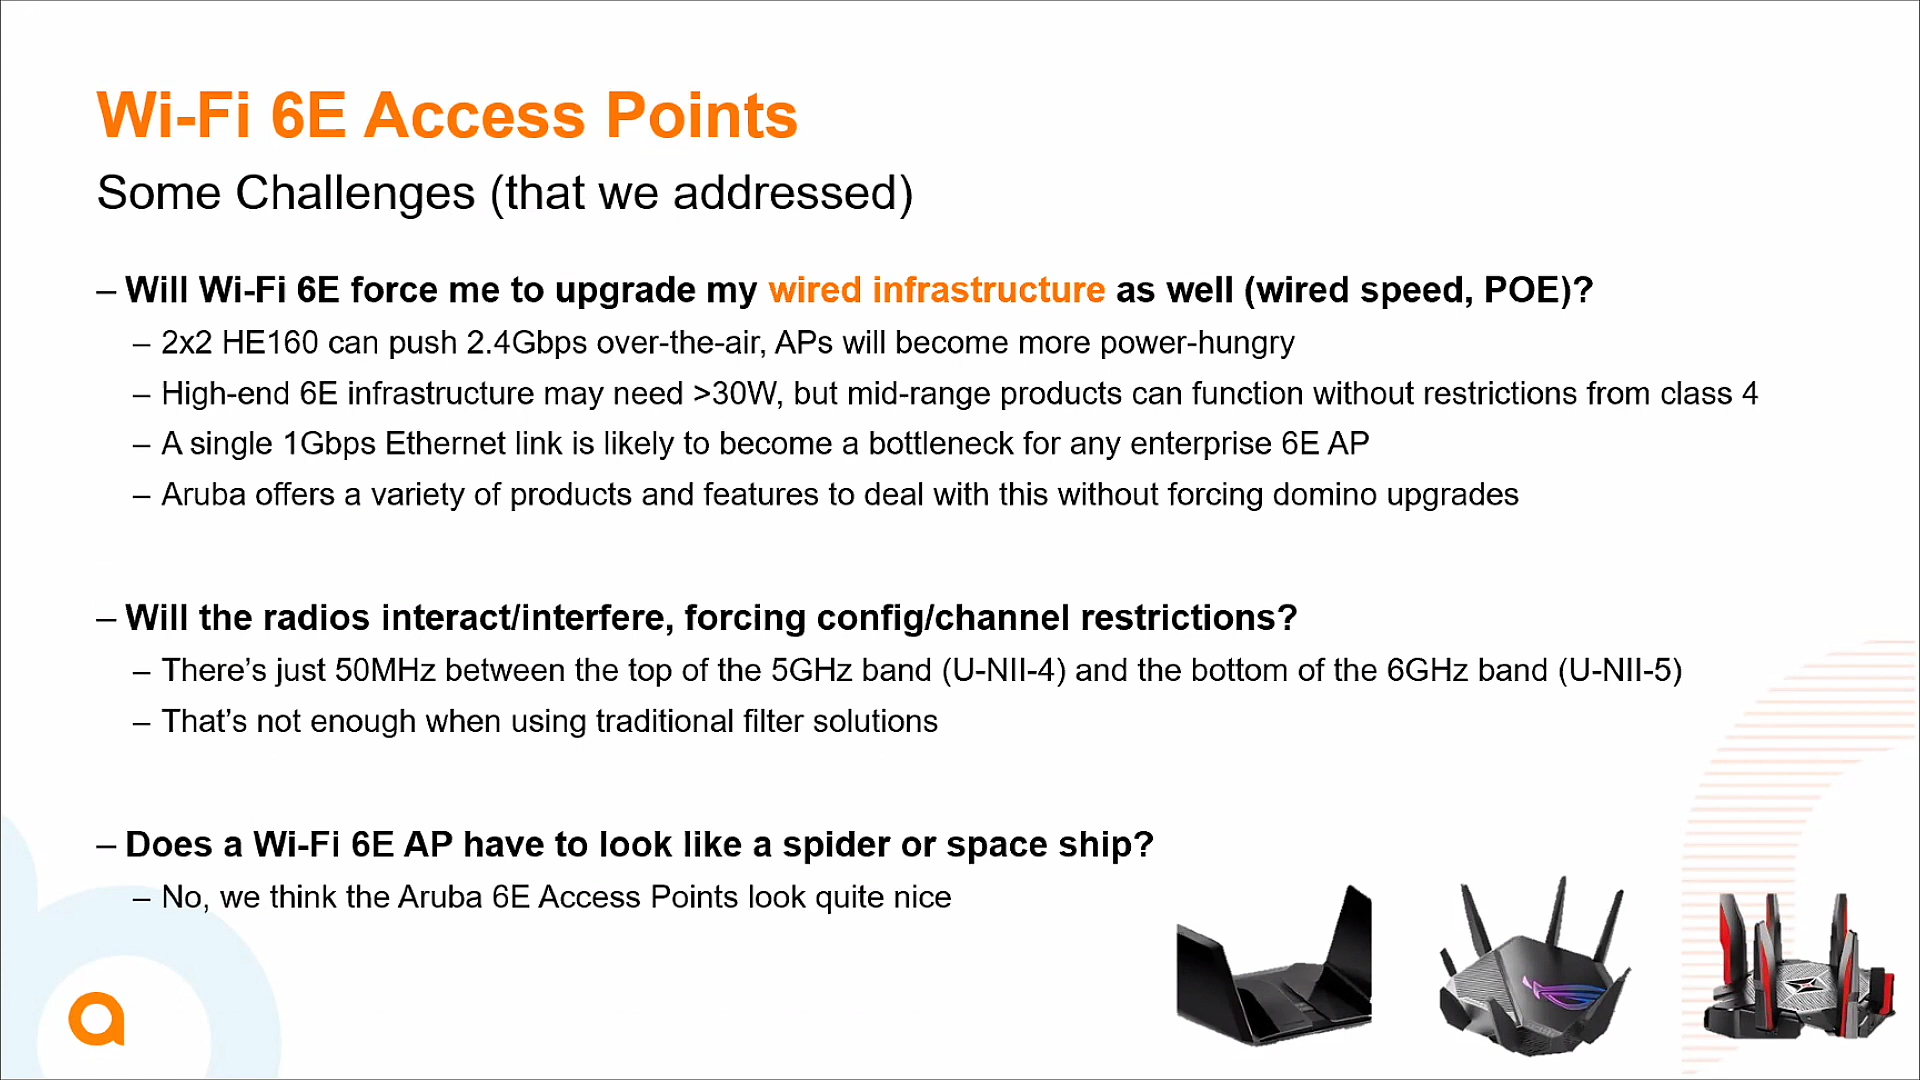 Wi-Fi 6E Access Points
Some Challenges (that we addressed)
– Will Wi-Fi 6E force me to upgrade my wired infrastructure as well (wired speed, POE)?
– 2x2 HE160 can push 2.4Gbps over-the-air, APs will become more power-hungry
– High-end 6E infrastructure may need >30W, but mid-range products can function without restrictions from class 4
– A single 1Gbps Ethernet link is likely to become a bottleneck for any enterprise 6E AP
– Aruba offers a variety of products and features to deal with this without forcing domino upgrades
– Will the radios interact/interfere, forcing config/channel restrictions?
– There’s just 50MHz between the top of the 5GHz band (U-NII-4) and the bottom of the 6GHz band (U-NII-5)
– That’s not enough when using traditional filter solutions
– Does a Wi-Fi 6E AP have to look like a spider or space ship?
– No, we think the Aruba 6E Access Points look quite nice